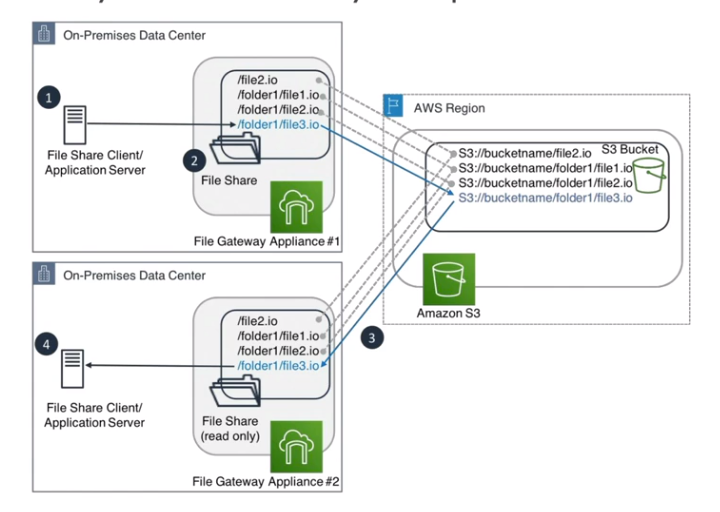 On-Premises Data Center
/file2.io
/folder1/file1.io
/folder1/file2.io
/folder1/file3.io
1
2
File Share Client/
Application Server
File Share
File Gateway Appliance #1
AWS Region
S3 Bucket
S3://bucketname/file2.io
S3://bucketname/folder1/file1.io
S3://bucketname/folder1/file2.io
S3://bucketname/folder1/file3.io
Amazon S3
3
On-Premises Data Center
/file2.io
/folder1/file1.io
/folder1/file2.io
/folder1/file3.io
4
File Share Client/
Application Server
File Share
(read only)
File Gateway Appliance #2